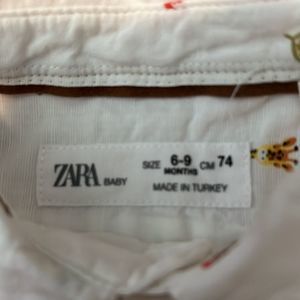 ZARA BABY SIZE 6-9 CM 74
MONTHS
MADE IN TURKEY